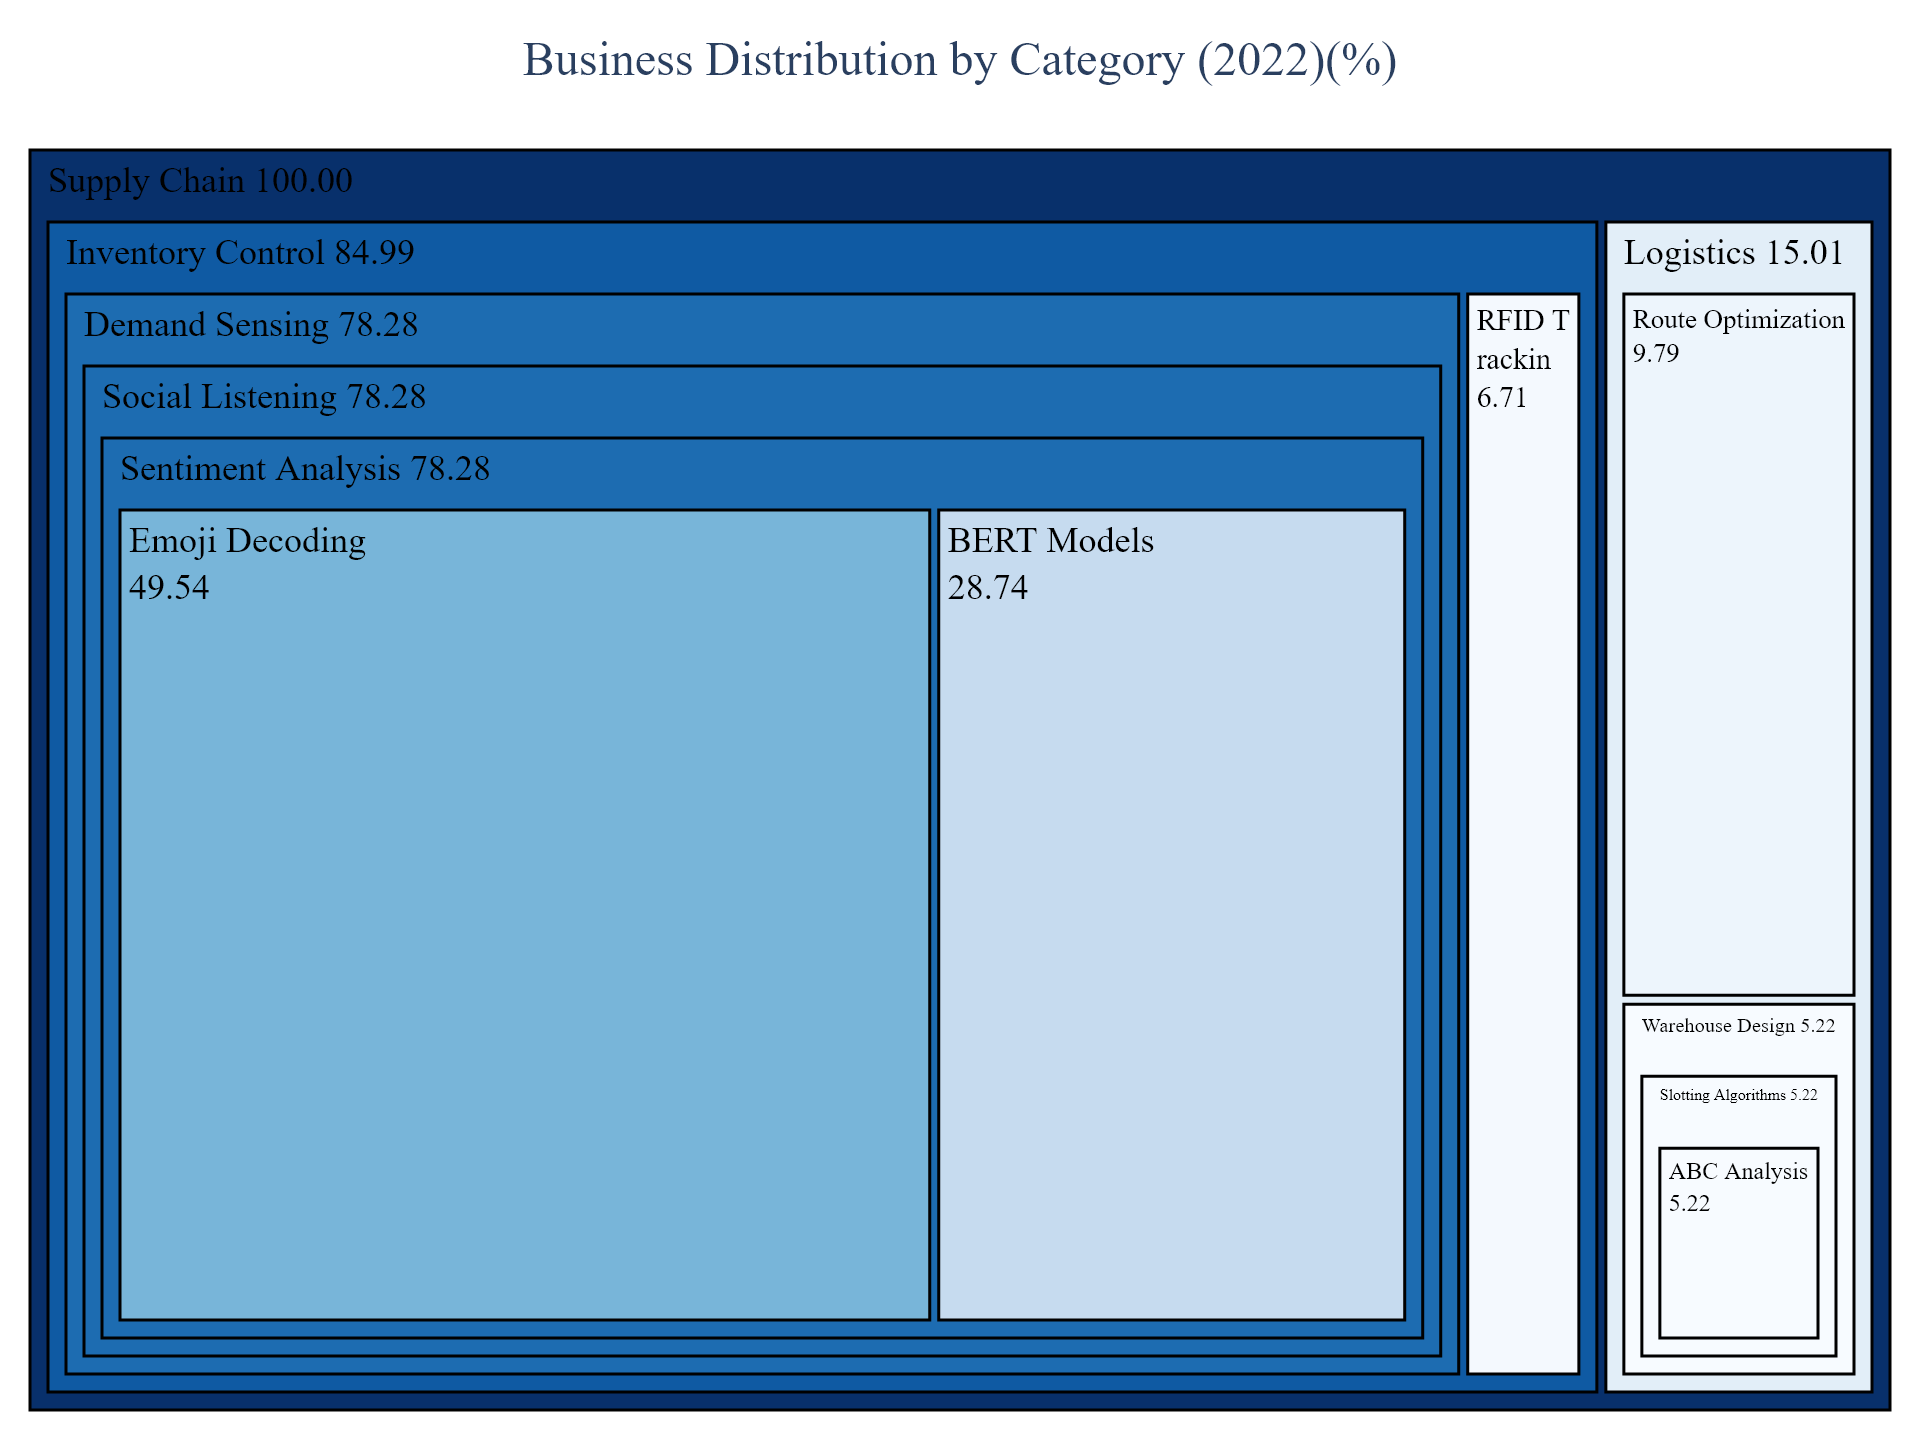 Business Distribution by Category (2022)(%)
Supply Chain 100.00
Inventory Control 84.99
Demand Sensing 78.28
Social Listening 78.28
Sentiment Analysis 78.28
Emoji Decoding
49.54
BERT Models
28.74
RFID T
rackin
6.71
Logistics 15.01
Route Optimization
9.79
Warehouse Design 5.22
Slotting Algorithms 5.22
ABC Analysis
5.22